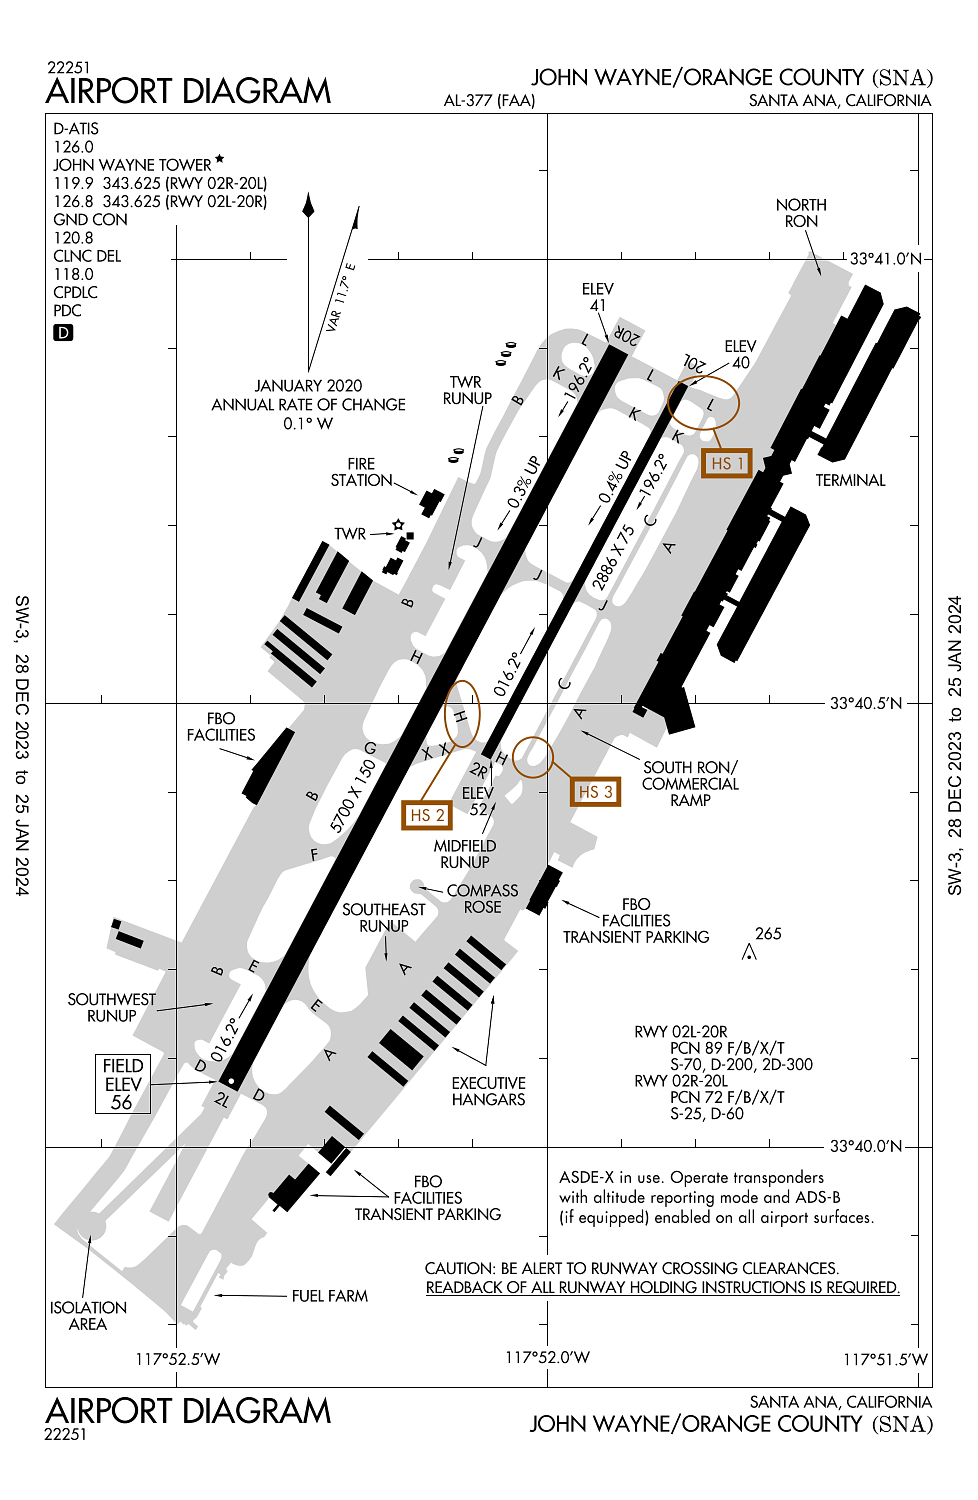 22251
AIRPORT DIAGRAM
AL-377 (FAA)
JOHN WAYNE/ORANGE COUNTY (SNA)
SANTA ANA, CALIFORNIA
D-ATIS
126.0
JOHN WAYNE TOWER★
119.9 343.625 (RWY 02R-20L)
126.8 343.625 (RWY 02L-20R)
GND CON
120.8
CLNC DEL
118.0
CPDLC
PDC
D
VAR 11.7° E
JANUARY 2020
ANNUAL RATE OF CHANGE
0.1° W
NORTH
RON
33°41.0'N
ELEV
41
20R
L
K
B
196.2°
TWR
RUNUP
20L
ELEV
40
L
L
K
K
HS 1
FIRE
STATION
TWR
0.3% UP
0.4% UP
196.2°
2886 X 75
TERMINAL
J
J
J
C
A
B
H
016.2°
C
A
33°40.5'N
FBO
FACILITIES
H
G
X
X
H
2R
ELEV
52
HS 2
HS 3
SOUTH RON/
COMMERCIAL
RAMP
MIDFIELD
RUNUP
5700 X 150
B
F
COMPASS
ROSE
SOUTHEAST
RUNUP
FBO
FACILITIES
TRANSIENT PARKING
265
B
E
A
E
A
SOUTHWEST
RUNUP
016.2°
FIELD
ELEV
56
D
2L
D
EXECUTIVE
HANGARS
RWY 02L-20R
PCN 89 F/B/X/T
S-70, D-200, 2D-300
RWY 02R-20L
PCN 72 F/B/X/T
S-25, D-60
33°40.0'N
FBO
FACILITIES
TRANSIENT PARKING
ASDE-X in use. Operate transponders
with altitude reporting mode and ADS-B
(if equipped) enabled on all airport surfaces.
CAUTION: BE ALERT TO RUNWAY CROSSING CLEARANCES.
READBACK OF ALL RUNWAY HOLDING INSTRUCTIONS IS REQUIRED.
FUEL FARM
ISOLATION
AREA
117°52.5'W
117°52.0'W
117°51.5'W
SW-3, 28 DEC 2023 to 25 JAN 2024
SW-3, 28 DEC 2023 to 25 JAN 2024
AIRPORT DIAGRAM
22251
SANTA ANA, CALIFORNIA
JOHN WAYNE/ORANGE COUNTY (SNA)